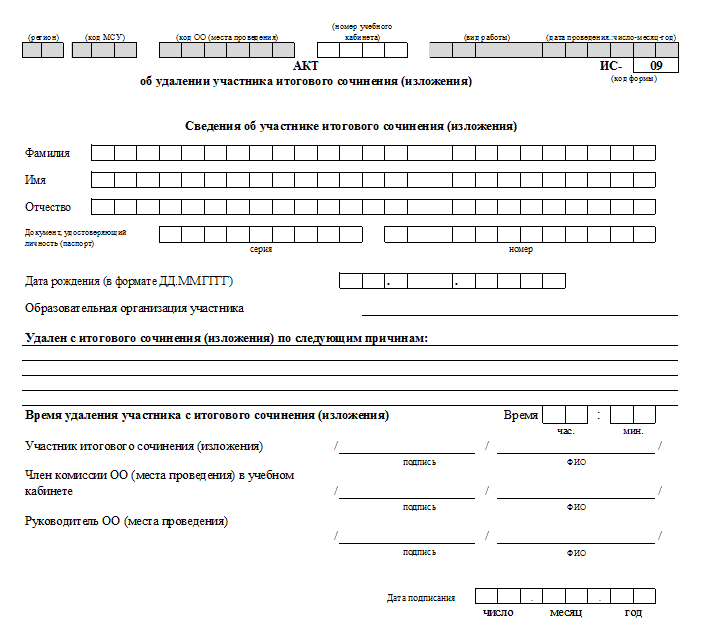 (номер учебного
(регион) (код МСУ) (код ОО (места проведения) кабинета) (вид работы) (дата проведения: число-месяц-год)
АКТ ИС- 09
об удалении участника итогового сочинения (изложения) (код формы)
Сведения об участнике итогового сочинения (изложения)
Фамилия
Имя
Отчество
Документ, удостоверяющий
личность (паспорт)
серия номер
Дата рождения (в формате ДД.ММ.ГГГГ) . .
Образовательная организация участника
Удален с итогового сочинения (изложения) по следующим причинам:
Время удаления участника с итогового сочинения (изложения) Время :
час. мин.
Участник итогового сочинения (изложения) / / /
подпись ФИО
Член комиссии ОО (места проведения) в учебном
кабинете / / /
подпись ФИО
Руководитель ОО (места проведения)
/ / /
подпись ФИО
Дата подписания . .
число месяц год